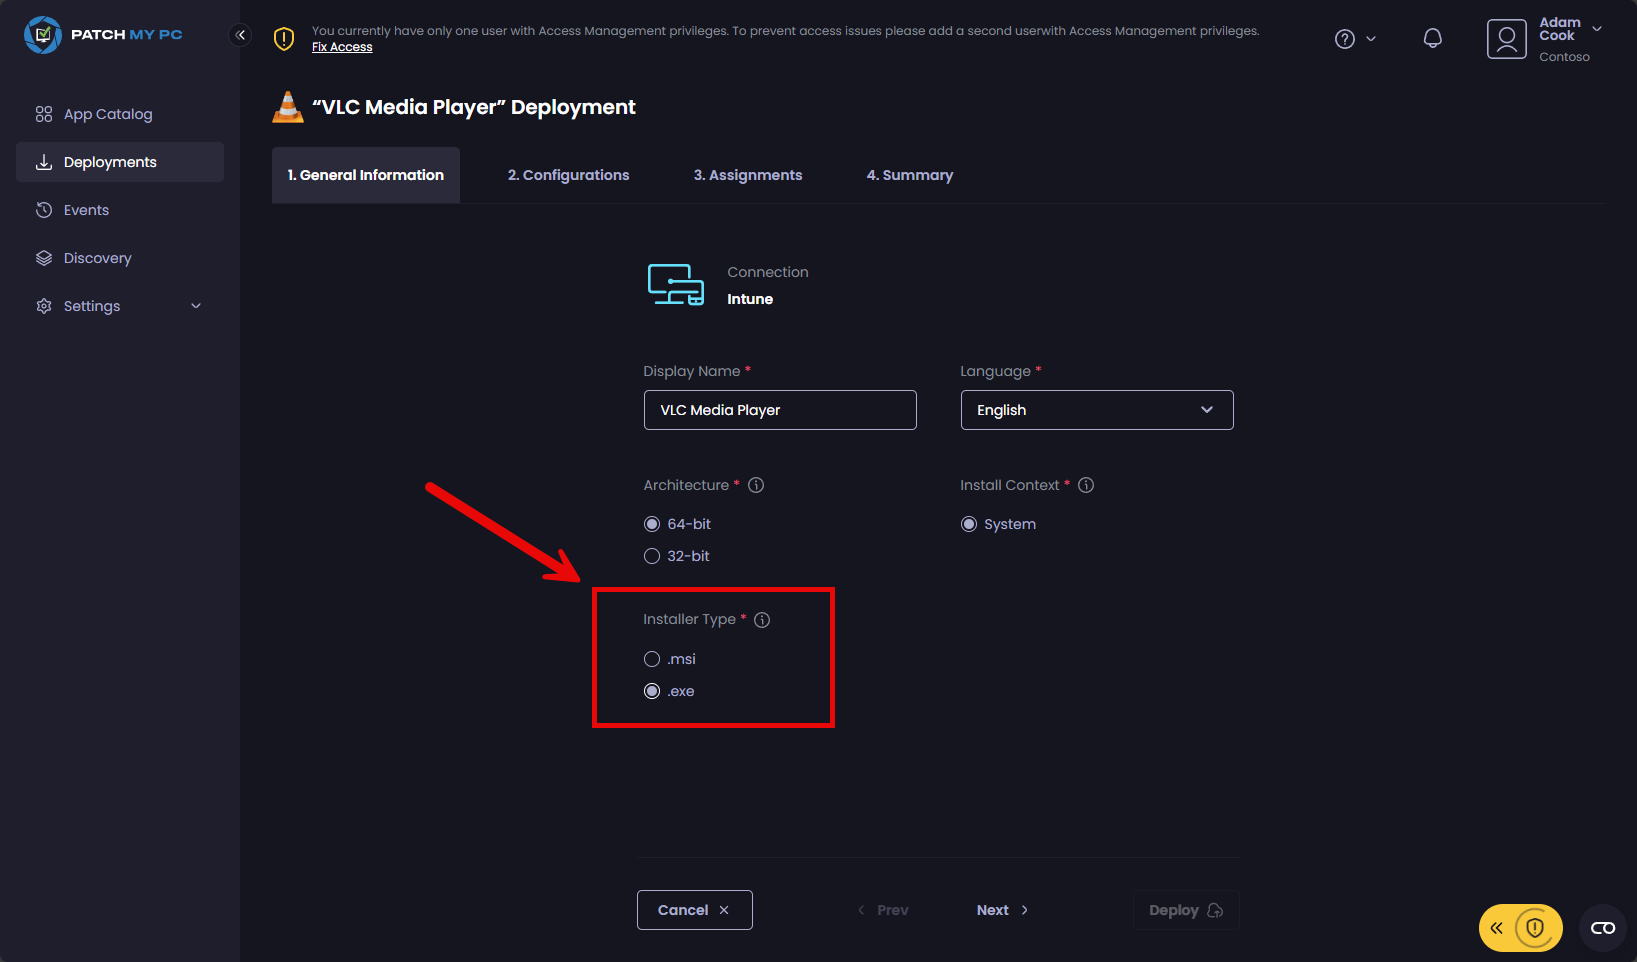 PATCH MY PC
You currently have only one user with Access Management privileges. To prevent access issues please add a second userwith Access Management privileges.
Fix Access
Adam
Cook
Contoso
App Catalog
Deployments
Events
Discovery
Settings
“VLC Media Player” Deployment
1. General Information
2. Configurations
3. Assignments
4. Summary
Connection
Intune
Display Name *
VLC Media Player
Language *
English
Architecture *
64-bit
32-bit
Install Context *
System
Installer Type *
.msi
.exe
Cancel
Prev
Next
Deploy